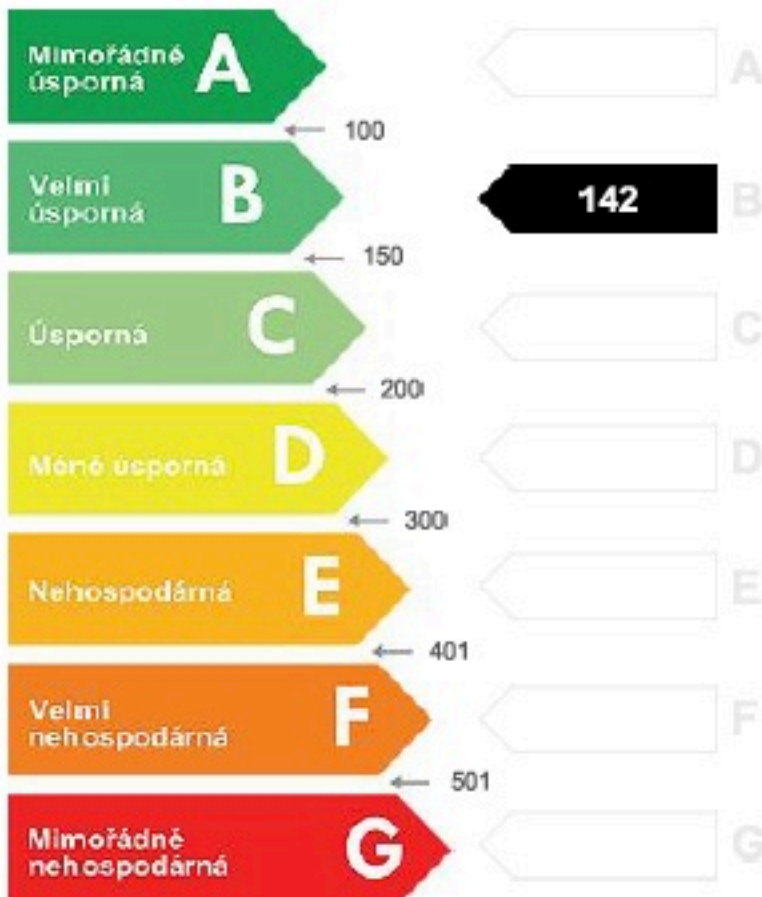 Mimořádně
úsporná
A
A
100
Velmi
úsporná
B
142
B
150
Úsporná
C
C
200
Méně úsporná
D
D
300
Nehospodárná
E
E
401
Velmi
nehospodárná
F
F
501
Mimořádně
nehospodárná
G
G